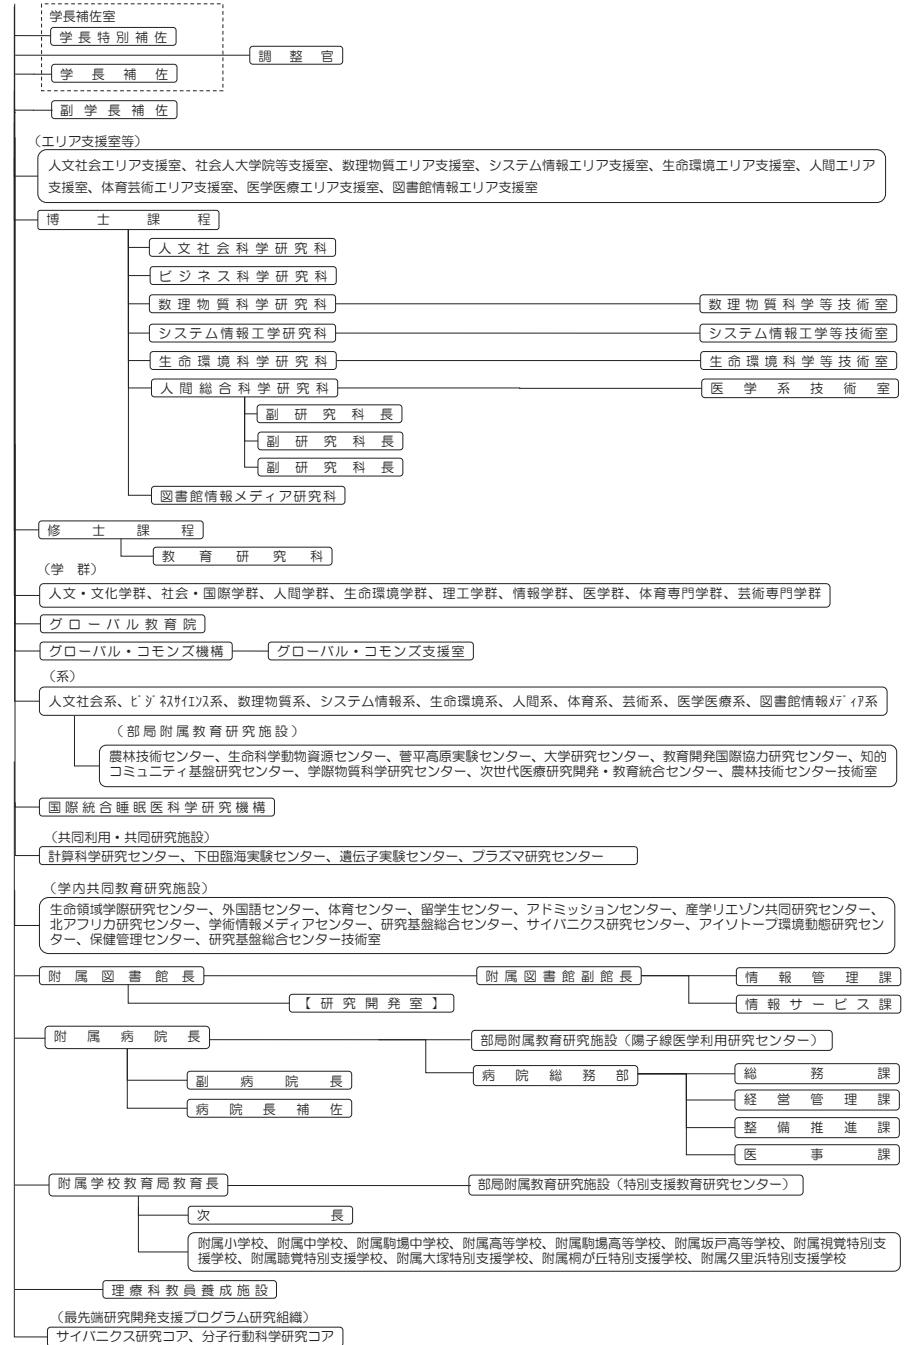 学長補佐室
学長特別補佐
調整官
学長補佐
副学長補佐
（エリア支援室等）
人文社会エリア支援室、社会人大学院等支援室、数理物質エリア支援室、システム情報エリア支援室、生命環境エリア支援室、人間エリア
支援室、体育芸術エリア支援室、医学医療エリア支援室、図書館情報エリア支援室
博士課程
人文社会科学研究科
ビジネス科学研究科
数理物質科学研究科 数理物質科学等技術室
システム情報工学研究科 システム情報工学等技術室
生命環境科学研究科 生命環境科学等技術室
人間総合科学研究科 医学系技術室
副研究科長
副研究科長
副研究科長
図書館情報メディア研究科
修士課程
教育研究科
（学 群）
人文・文化学群、社会・国際学群、人間学群、生命環境学群、理工学群、情報学群、医学群、体育専門学群、芸術専門学群
グローバル教育院
グローバル・コモンズ機構 グローバル・コモンズ支援室
（系）
人文社会系、ﾋﾞｼﾞﾈｽｻｲｴﾝｽ系、数理物質系、システム情報系、生命環境系、人間系、体育系、芸術系、医学医療系、図書館情報ﾒﾃﾞｨｱ系
（部局附属教育研究施設）
農林技術センター、生命科学動物資源センター、菅平高原実験センター、大学研究センター、教育開発国際協力研究センター、知的
コミュニティ基盤研究センター、学際物質科学研究センター、次世代医療研究開発・教育統合センター、農林技術センター技術室
国際統合睡眠医科学研究機構
（共同利用・共同研究施設）
計算科学研究センター、下田臨海実験センター、遺伝子実験センター、プラズマ研究センター
（学内共同教育研究施設）
生命領域学際研究センター、外国語センター、体育センター、留学生センター、アドミッションセンター、産学リエゾン共同研究センター、
北アフリカ研究センター、学術情報メディアセンター、研究基盤総合センター、サイバニクス研究センター、アイソトープ環境動態研究セン
ター、保健管理センター、研究基盤総合センター技術室
附属図書館長 附属図書館副館長 情報管理課
【研究開発室】 情報サービス課
附属病院長 部局附属教育研究施設（陽子線医学利用研究センター）
副病院長 病院総務部 総務課
病院長補佐 経営管理課
整備推進課
医事課
附属学校教育局教育長 部局附属教育研究施設（特別支援教育研究センター）
次長
附属小学校、附属中学校、附属駒場中学校、附属高等学校、附属駒場高等学校、附属坂戸高等学校、附属視覚特別支
援学校、附属聴覚特別支援学校、附属大塚特別支援学校、附属桐が丘特別支援学校、附属久里浜特別支援学校
理療科教員養成施設
（最先端研究開発支援プログラム研究組織）
サイバニクス研究コア、分子行動科学研究コア